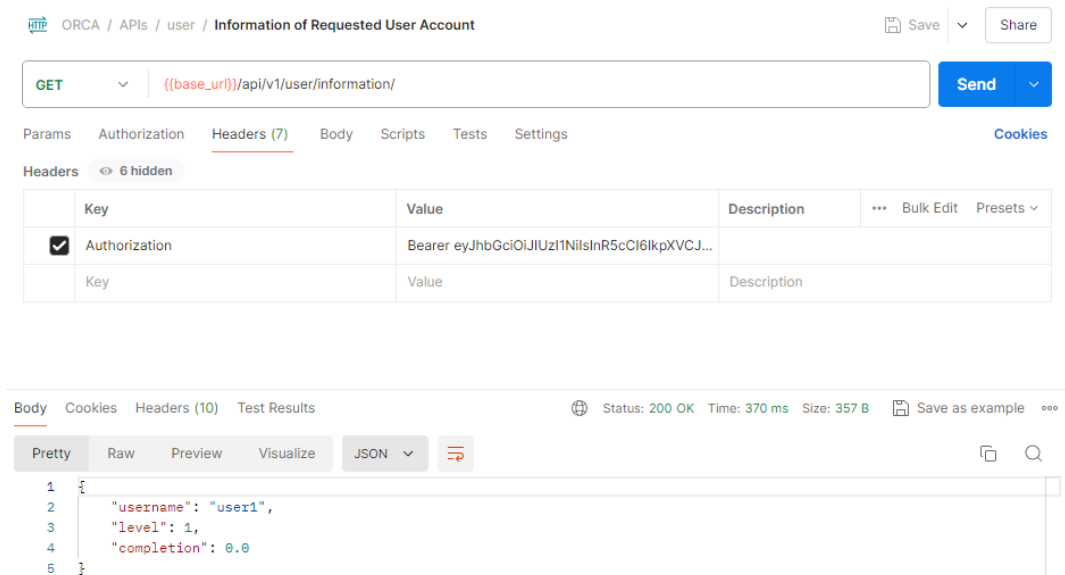 HTTP ORCA / APIs / user / Information of Requested User Account Save Share
GET {{base_url}}/api/v1/user/information/ Send
Params Authorization Headers (7) Body Scripts Tests Settings Cookies
Headers 6 hidden
Key Value Description ••• Bulk Edit Presets
Authorization Bearer eyJhbGciOiJIUzI1NiIsInR5cCI6IkpXVCJ...
Key Value Description
Body Cookies Headers (10) Test Results Status: 200 OK Time: 370 ms Size: 357 B Save as example
Pretty Raw Preview Visualize JSON
1 {
2 "username": "user1",
3 "level": 1,
4 "completion": 0.0
5 }